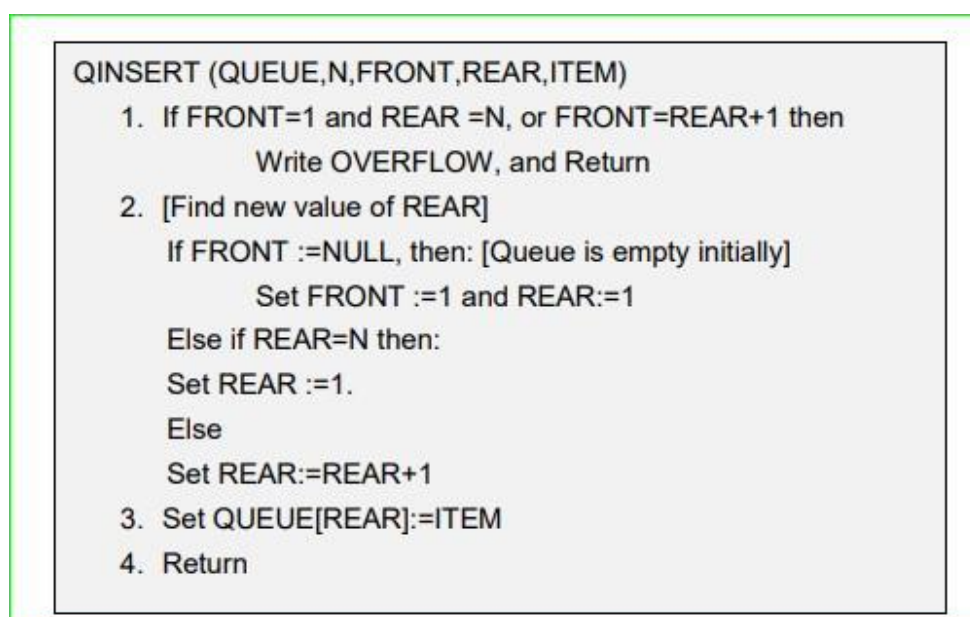 QINSERT (QUEUE,N,FRONT,REAR,ITEM)
1. If FRONT=1 and REAR =N, or FRONT=REAR+1 then
Write OVERFLOW, and Return
2. [Find new value of REAR]
If FRONT :=NULL, then: [Queue is empty initially]
Set FRONT :=1 and REAR:=1
Else if REAR=N then:
Set REAR :=1.
Else
Set REAR:=REAR+1
3. Set QUEUE[REAR]:=ITEM
4. Return